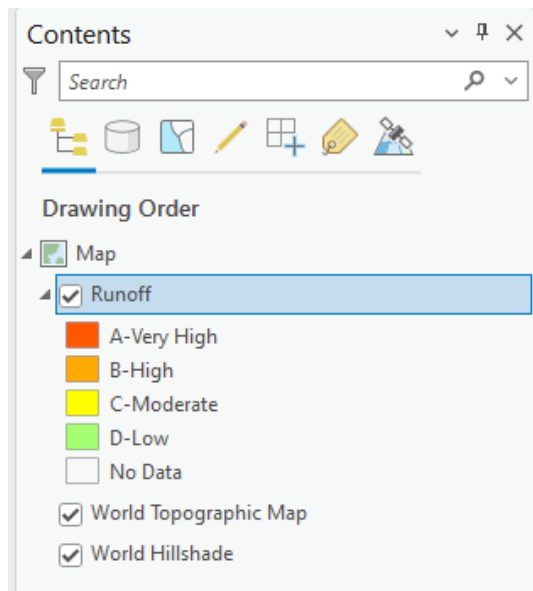 Contents
Search
Drawing Order
Map
Runoff
A-Very High
B-High
C-Moderate
D-Low
No Data
World Topographic Map
World Hillshade